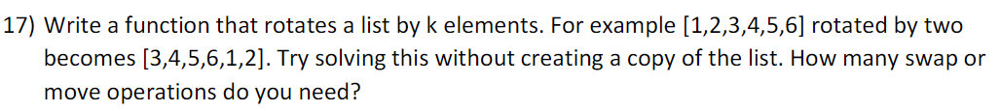 17) Write a function that rotates a list by k elements. For example [1,2,3,4,5,6] rotated by two
becomes [3,4,5,6,1,2]. Try solving this without creating a copy of the list. How many swap or
move operations do you need?